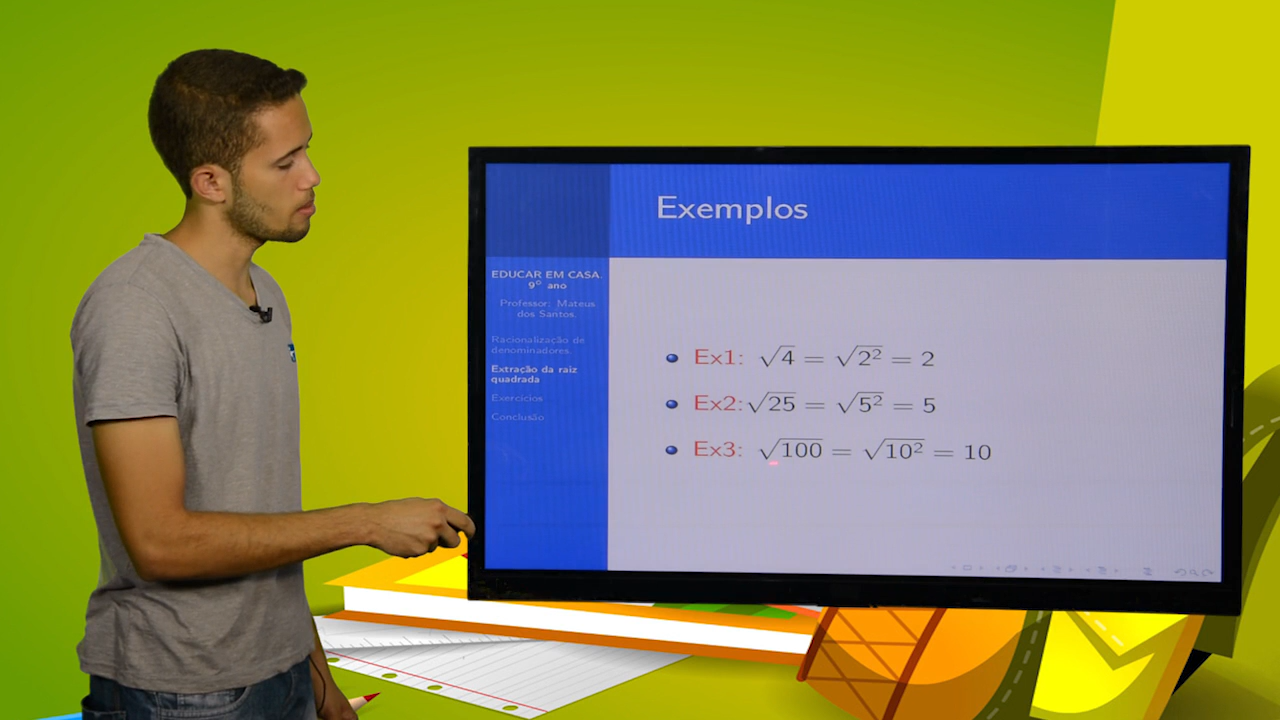 Exemplos
EDUCAR EM CASA.
9º ano
Professor: Mateus
dos Santos.
Racionalização de
denominadores.
Extração da raiz
quadrada
Exercícios
Conclusão
Ex1: √4 = √2² = 2
Ex2: √25 = √5² = 5
Ex3: √100 = √10² = 10